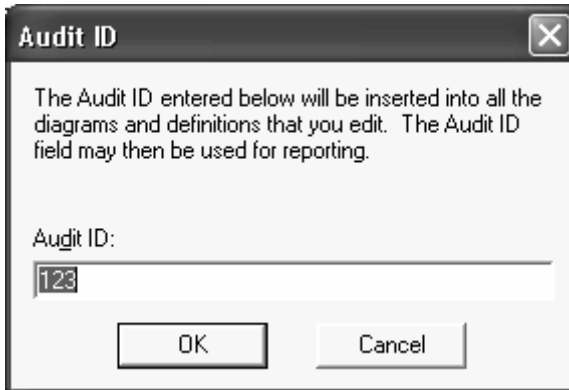 Audit ID
The Audit ID entered below will be inserted into all the
diagrams and definitions that you edit. The Audit ID
field may then be used for reporting.
Audit ID:
123
OK Cancel